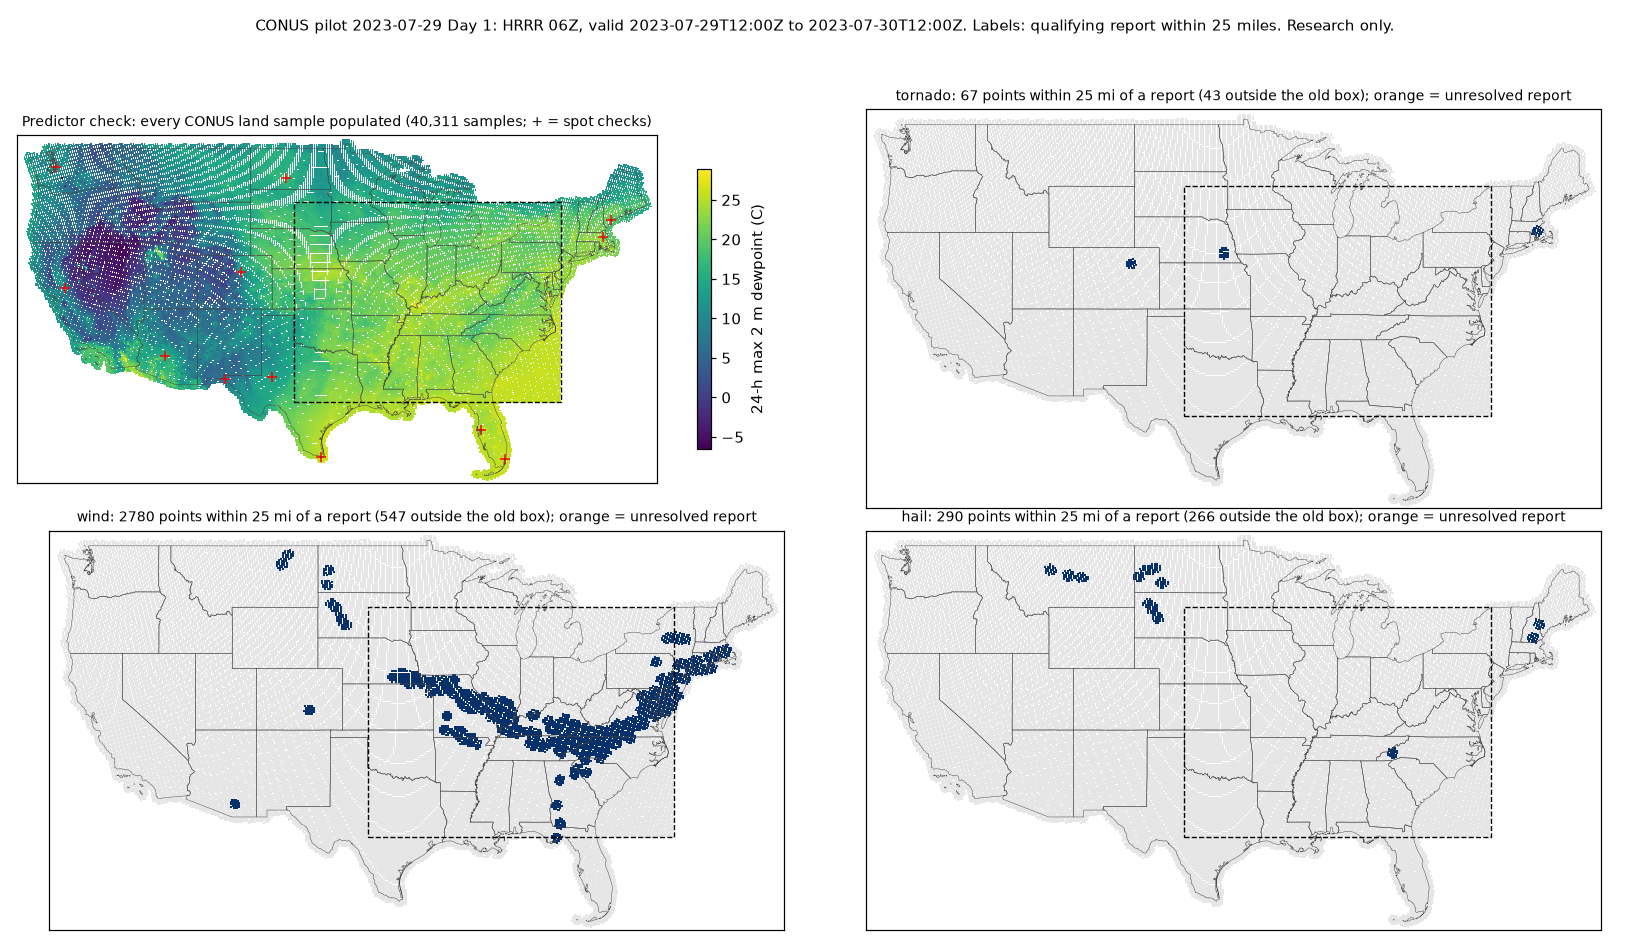 CONUS pilot 2023-07-29 Day 1: HRRR 06Z, valid 2023-07-29T12:00Z to 2023-07-30T12:00Z. Labels: qualifying report within 25 miles. Research only.
Predictor check: every CONUS land sample populated (40,311 samples; + = spot checks)
25
20
15
10
5
0
−5
24-h max 2 m dewpoint (C)
tornado: 67 points within 25 mi of a report (43 outside the old box); orange = unresolved report
wind: 2780 points within 25 mi of a report (547 outside the old box); orange = unresolved report
hail: 290 points within 25 mi of a report (266 outside the old box); orange = unresolved report